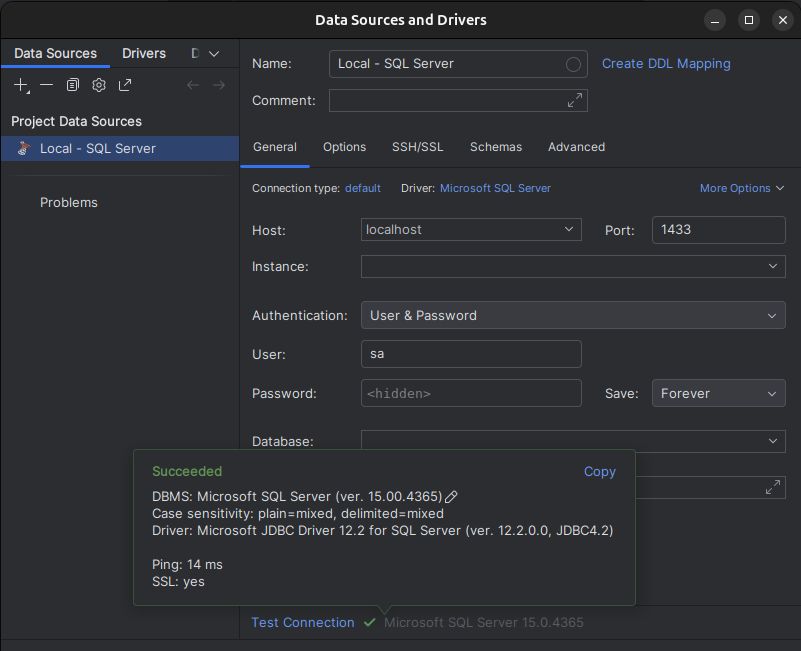 Data Sources and Drivers
Data Sources Drivers D
Project Data Sources
Local - SQL Server
Problems
Name: Local - SQL Server Create DDL Mapping
Comment:
General Options SSH/SSL Schemas Advanced
Connection type: default Driver: Microsoft SQL Server More Options
Host: localhost Port: 1433
Instance:
Authentication: User & Password
User: sa
Password: <hidden> Save: Forever
Database:
Succeeded Copy
DBMS: Microsoft SQL Server (ver. 15.00.4365)
Case sensitivity: plain=mixed, delimited=mixed
Driver: Microsoft JDBC Driver 12.2 for SQL Server (ver. 12.2.0.0, JDBC4.2)
Ping: 14 ms
SSL: yes
Test Connection Microsoft SQL Server 15.0.4365